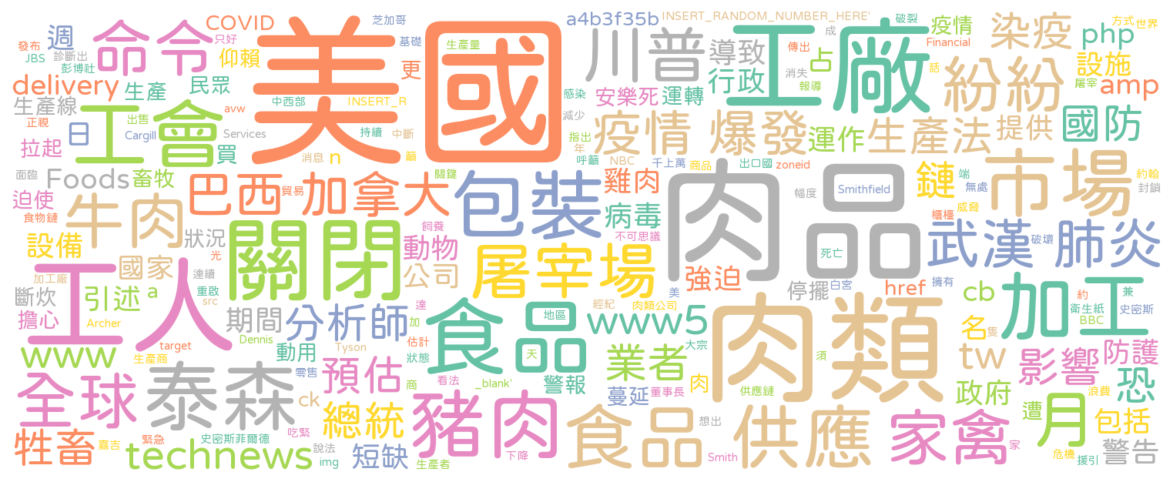 COVID
芝加哥
a4b3f35b
INSERT_RANDOM_NUMBER_HERE'
方式
世界
破裂
發布
只好
週
基礎
生產量
川普
導致
工廠
成
疫情
染疫
php
JBS
診斷出
仰賴
命令
美國
傳出
占
Financial
設施
彭博社
更
消失
行政
話
delivery
生產
民眾
中西部
INSERT_R
感染
安樂死
運轉
報導
屠宰
紛紛
amp
生產線
出售
avw
減少
正視
工會
日
Cargill
Services
持續
中斷
指出
疫情
爆發
運作
生產法
提供
國防
拉起
買
消息
n
篇
年
呼籲
NBC
千上萬
商品
出口國
zoneid
端
約翰
面臨
Foods
畜牧
貿易
關鍵
雞肉
幅度
Smithfield
鏈
無處
市場
封鎖
迫使
巴西
加拿大
包裝
病毒
肉品
威脅
櫃檯
食物鏈
牛肉
狀況
飼養
不可思議
武漢
破壞
肺炎
設備
光
關閉
動物
死亡
加工廠
國家
連續
公司
屠宰場
強迫
停擺
白宮
href
擁有
斷炊
引述
a
重啟
src
美
經紀
肉類公司
約
衛生紙
兼
工人
擔心
Archer
期間
分析師
達
加
食品
地區
www5
肉類
cb
名
隻
BBC
史密斯
加工
target
Dennis
Tyson
估計
大宗
tw
www
生產商
動用
狀態
天
業者
須
影響
防護
零售
預估
商
看法
_blank'
警報
肉
供應鏈
政府
恐
浪費
全球
泰森
ck
總統
豬肉
蔓延
董事長
遭
月
包括
嘉吉
緊急
史密斯菲爾德
吃緊
說法
下降
食品
想出
供應
家禽
家
牲畜
technews
img
短缺
生產者
Smith
危機
援引
警告